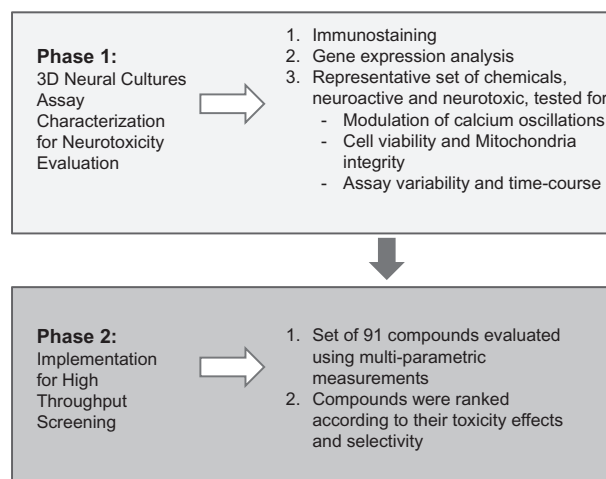 Phase 1:
3D Neural Cultures
Assay
Characterization
for Neurotoxicity
Evaluation
1. Immunostaining
2. Gene expression analysis
3. Representative set of chemicals,
neuroactive and neurotoxic, tested for
- Modulation of calcium oscillations
- Cell viability and Mitochondria
integrity
- Assay variability and time-course
Phase 2:
Implementation
for High
Throughput
Screening
1. Set of 91 compounds evaluated
using multi-parametric
measurements
2. Compounds were ranked
according to their toxicity effects
and selectivity